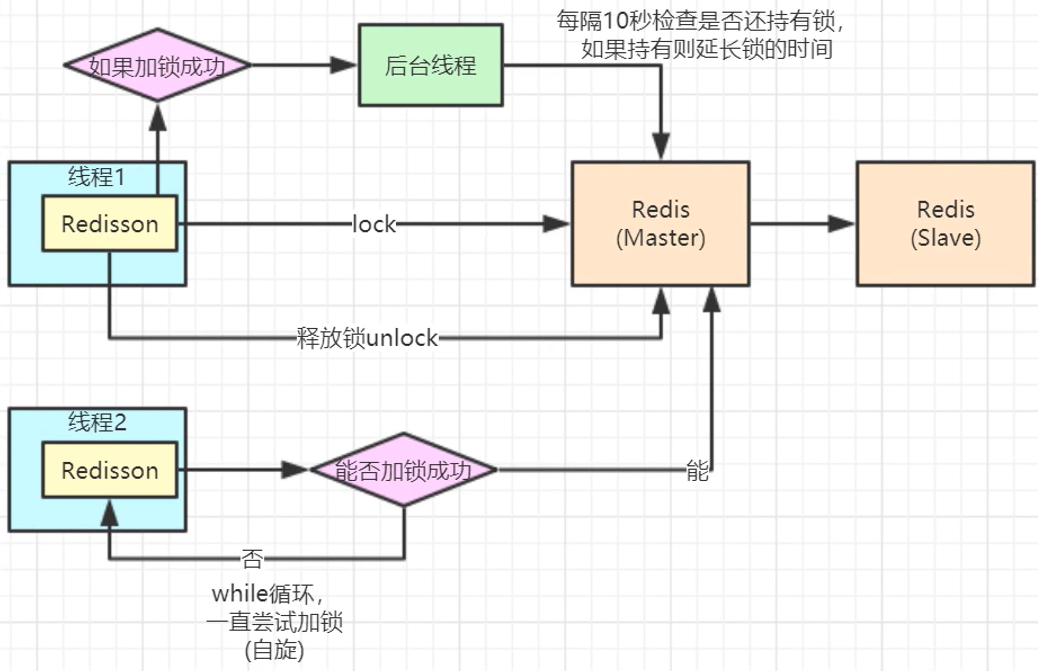 每隔10秒检查是否还持有锁，
如果持有则延长锁的时间
如果加锁成功
后台线程
线程1
Redisson
lock
Redis
(Master)
Redis
(Slave)
释放锁unlock
线程2
Redisson
能否加锁成功
能
否
while循环，
一直尝试加锁
(自旋)